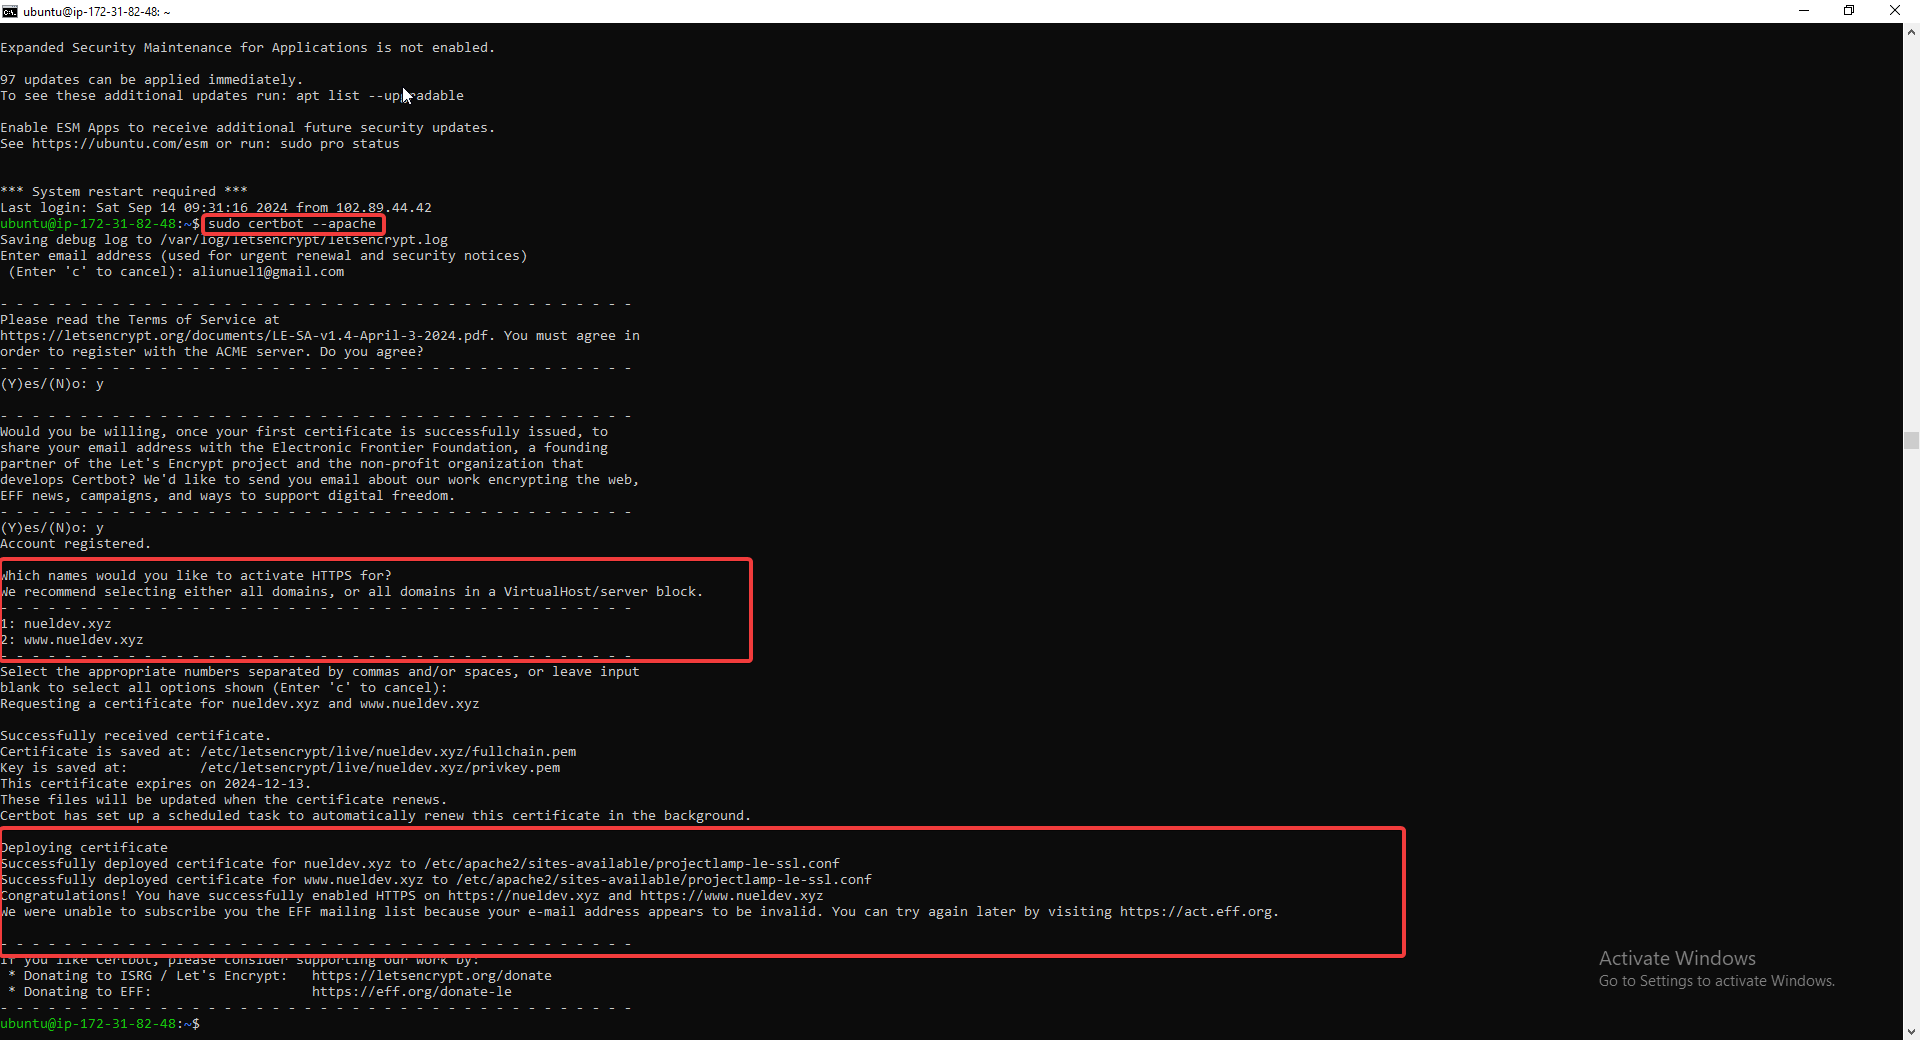 ubuntu@ip-172-31-82-48: ~
Expanded Security Maintenance for Applications is not enabled.
97 updates can be applied immediately.
To see these additional updates run: apt list --upgradable
Enable ESM Apps to receive additional future security updates.
See https://ubuntu.com/esm or run: sudo pro status
*** System restart required ***
Last login: Sat Sep 14 09:31:16 2024 from 102.89.44.42
ubuntu@ip-172-31-82-48:~$ sudo certbot --apache
Saving debug log to /var/log/letsencrypt/letsencrypt.log
Enter email address (used for urgent renewal and security notices)
(Enter 'c' to cancel): aliunuel1@gmail.com
- - - - - - - - - - - - - - - - - - - - - - - - - - - - - - - - - - - - - - - -
Please read the Terms of Service at
https://letsencrypt.org/documents/LE-SA-v1.4-April-3-2024.pdf. You must agree in
order to register with the ACME server. Do you agree?
- - - - - - - - - - - - - - - - - - - - - - - - - - - - - - - - - - - - - - - -
(Y)es/(N)o: y
- - - - - - - - - - - - - - - - - - - - - - - - - - - - - - - - - - - - - - - -
Would you be willing, once your first certificate is successfully issued, to
share your email address with the Electronic Frontier Foundation, a founding
partner of the Let's Encrypt project and the non-profit organization that
develops Certbot? We'd like to send you email about our work encrypting the web,
EFF news, campaigns, and ways to support digital freedom.
- - - - - - - - - - - - - - - - - - - - - - - - - - - - - - - - - - - - - - - -
(Y)es/(N)o: y
Account registered.
Which names would you like to activate HTTPS for?
We recommend selecting either all domains, or all domains in a VirtualHost/server block.
- - - - - - - - - - - - - - - - - - - - - - - - - - - - - - - - - - - - - - - -
1: nueldev.xyz
2: www.nueldev.xyz
- - - - - - - - - - - - - - - - - - - - - - - - - - - - - - - - - - - - - - - -
Select the appropriate numbers separated by commas and/or spaces, or leave input
blank to select all options shown (Enter 'c' to cancel):
Requesting a certificate for nueldev.xyz and www.nueldev.xyz
Successfully received certificate.
Certificate is saved at: /etc/letsencrypt/live/nueldev.xyz/fullchain.pem
Key is saved at: /etc/letsencrypt/live/nueldev.xyz/privkey.pem
This certificate expires on 2024-12-13.
These files will be updated when the certificate renews.
Certbot has set up a scheduled task to automatically renew this certificate in the background.
Deploying certificate
Successfully deployed certificate for nueldev.xyz to /etc/apache2/sites-available/projectlamp-le-ssl.conf
Successfully deployed certificate for www.nueldev.xyz to /etc/apache2/sites-available/projectlamp-le-ssl.conf
Congratulations! You have successfully enabled HTTPS on https://nueldev.xyz and https://www.nueldev.xyz
We were unable to subscribe you the EFF mailing list because your e-mail address appears to be invalid. You can try again later by visiting https://act.eff.org.
- - - - - - - - - - - - - - - - - - - - - - - - - - - - - - - - - - - - - - - -
If you like Certbot, please consider supporting our work by:
* Donating to ISRG / Let's Encrypt: https://letsencrypt.org/donate
* Donating to EFF: https://eff.org/donate-le
- - - - - - - - - - - - - - - - - - - - - - - - - - - - - - - - - - - - - - - -
ubuntu@ip-172-31-82-48:~$
Activate Windows
Go to Settings to activate Windows.